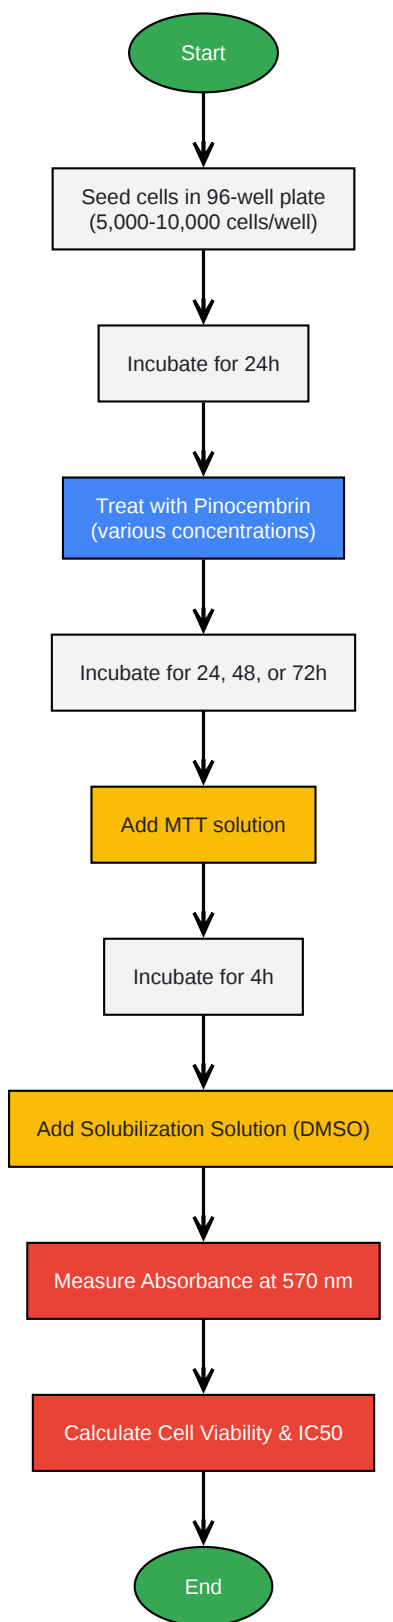 Start
Seed cells in 96-well plate
(5,000-10,000 cells/well)
Incubate for 24h
Treat with Pinocembrin
(various concentrations)
Incubate for 24, 48, or 72h
Add MTT solution
Incubate for 4h
Add Solubilization Solution (DMSO)
Measure Absorbance at 570 nm
Calculate Cell Viability & IC50
End